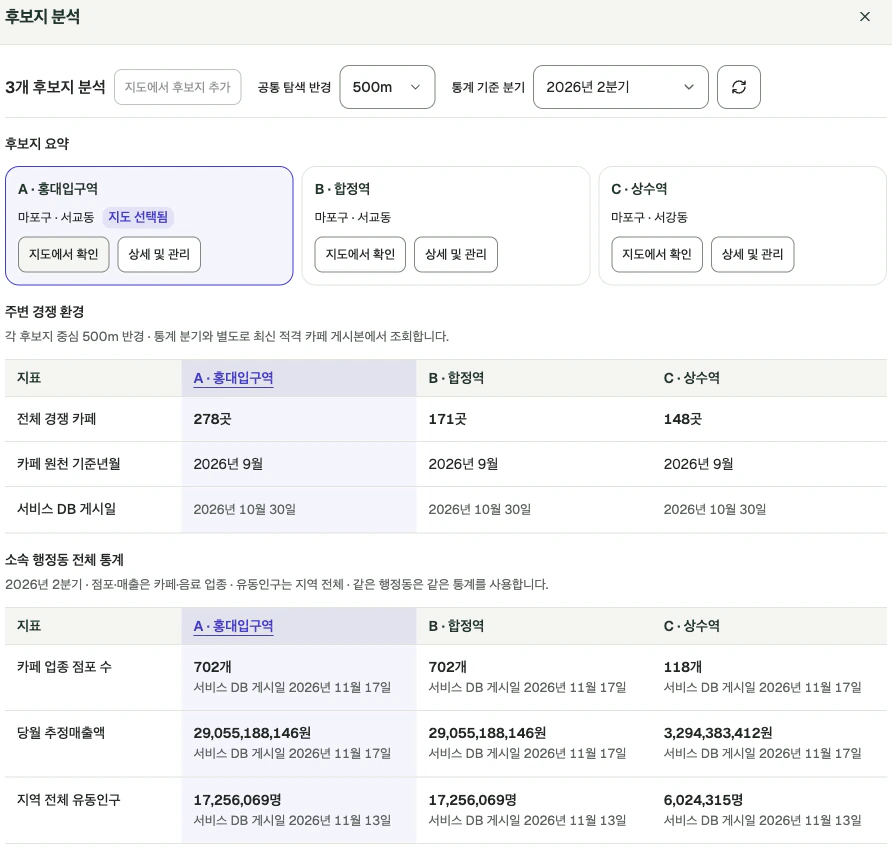 후보지 분석
3개 후보지 분석 지도에서 후보지 추가 공통 탐색 반경 500m 통계 기준 분기 2026년 2분기
후보지 요약
A · 홍대입구역 B · 합정역 C · 상수역
마포구 · 서교동 지도 선택됨 마포구 · 서교동 마포구 · 서강동
지도에서 확인 상세 및 관리 지도에서 확인 상세 및 관리 지도에서 확인 상세 및 관리
주변 경쟁 환경
각 후보지 중심 500m 반경 · 통계 분기와 별도로 최신 적격 카페 게시본에서 조회합니다.
지표 A · 홍대입구역 B · 합정역 C · 상수역
전체 경쟁 카페 278곳 171곳 148곳
카페 원천 기준년월 2026년 9월 2026년 9월 2026년 9월
서비스 DB 게시일 2026년 10월 30일 2026년 10월 30일 2026년 10월 30일
소속 행정동 전체 통계
2026년 2분기 · 점포·매출은 카페·음료 업종 · 유동인구는 지역 전체 · 같은 행정동은 같은 통계를 사용합니다.
지표 A · 홍대입구역 B · 합정역 C · 상수역
카페 업종 점포 수 702개 702개 118개
서비스 DB 게시일 2026년 11월 17일 서비스 DB 게시일 2026년 11월 17일 서비스 DB 게시일 2026년 11월 17일
당월 추정매출액 29,055,188,146원 29,055,188,146원 3,294,383,412원
서비스 DB 게시일 2026년 11월 17일 서비스 DB 게시일 2026년 11월 17일 서비스 DB 게시일 2026년 11월 17일
지역 전체 유동인구 17,256,069명 17,256,069명 6,024,315명
서비스 DB 게시일 2026년 11월 13일 서비스 DB 게시일 2026년 11월 13일 서비스 DB 게시일 2026년 11월 13일